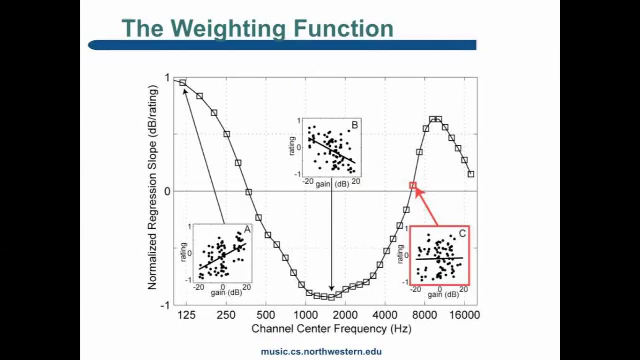 The Weighting Function
Normalized Regression Slope (dB/rating)
1
0
-1
B
rating
1
0
-1
-20
20
gain (dB)
A
rating
1
0
-1
-20
0
20
gain (dB)
C
rating
1
0
-1
-20
0
20
gain (dB)
125 250 500 1000 2000 4000 8000 16000
Channel Center Frequency (Hz)
music.cs.northwestern.edu